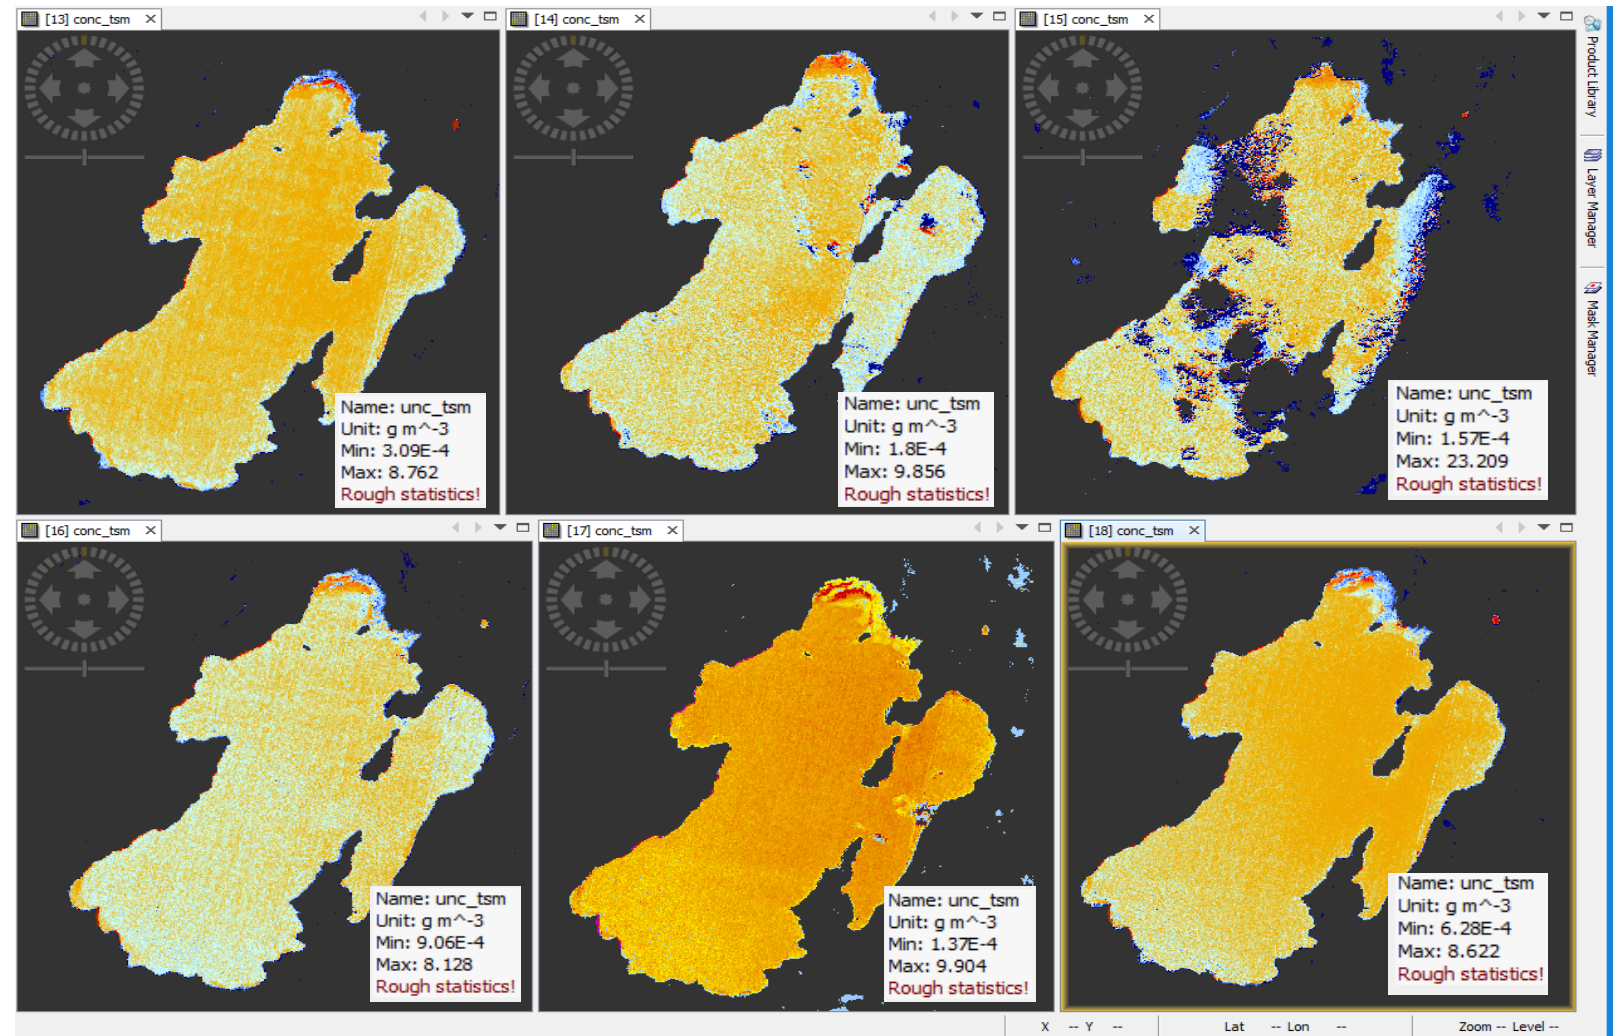 [13] conc_tsm
[14] conc_tsm
[15] conc_tsm
Product Library
Layer Manager
Mask Manager
Name: unc_tsm
Unit: g m^-3
Min: 3.09E-4
Max: 8.762
Rough statistics!
Name: unc_tsm
Unit: g m^-3
Min: 1.8E-4
Max: 9.856
Rough statistics!
Name: unc_tsm
Unit: g m^-3
Min: 1.57E-4
Max: 23.209
Rough statistics!
[16] conc_tsm
[17] conc_tsm
[18] conc_tsm
Name: unc_tsm
Unit: g m^-3
Min: 9.06E-4
Max: 8.128
Rough statistics!
Name: unc_tsm
Unit: g m^-3
Min: 1.37E-4
Max: 9.904
Rough statistics!
Name: unc_tsm
Unit: g m^-3
Min: 6.28E-4
Max: 8.622
Rough statistics!
X -- Y -- Lat -- Lon -- Zoom -- Level --